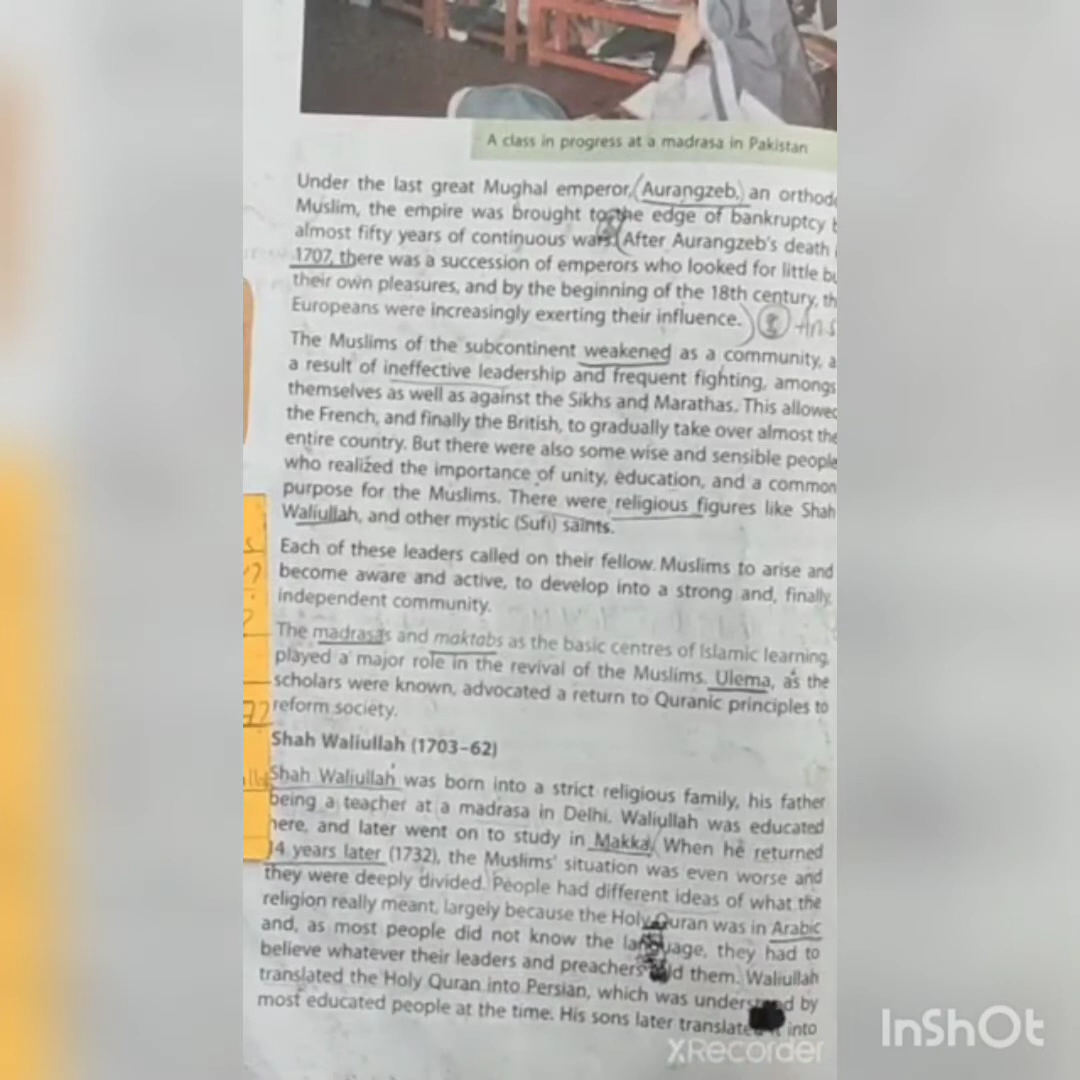 A class in progress at a madrasa in Pakistan
Under the last great Mughal emperor, Aurangzeb, an orthod
Muslim, the empire was brought to the edge of bankruptcy
almost fifty years of continuous wars. After Aurangzeb's death
1707, there was a succession of emperors who looked for little bu
their own pleasures, and by the beginning of the 18th century, th
Europeans were increasingly exerting their influence. Ans
The Muslims of the subcontinent weakened as a community, a
a result of ineffective leadership and frequent fighting, amongs
themselves as well as against the Sikhs and Marathas. This allowed
the French, and finally the British, to gradually take over almost the
entire country. But there were also some wise and sensible people
who realized the importance of unity, education, and a common
purpose for the Muslims. There were religious figures like Shah
Waliullah, and other mystic (Sufi) saints.
Each of these leaders called on their fellow Muslims to arise and
become aware and active, to develop into a strong and, finally,
independent community.
The madrasas and maktabs as the basic centres of Islamic learning
played a major role in the revival of the Muslims. Ulema, as the
scholars were known, advocated a return to Quranic principles to
reform society.
Shah Waliullah (1703–62)
Shah Waliullah was born into a strict religious family, his father
being a teacher at a madrasa in Delhi. Waliullah was educated
here, and later went on to study in Makka. When he returned
14 years later (1732), the Muslims' situation was even worse and
they were deeply divided. People had different ideas of what the
religion really meant, largely because the Holy Quran was in Arabic
and, as most people did not know the language, they had to
believe whatever their leaders and preachers told them. Waliullah
translated the Holy Quran into Persian, which was understood by
most educated people at the time. His sons later translated it into
InShOt
XRecorder